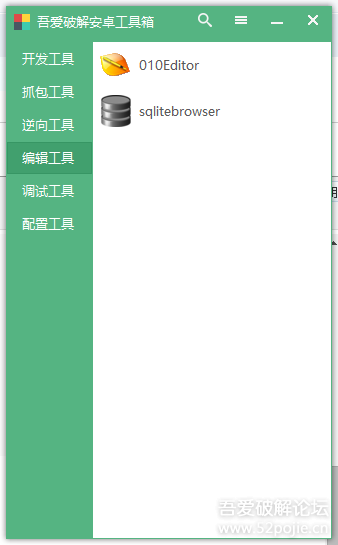 吾爱破解安卓工具箱
开发工具
抓包工具
逆向工具
编辑工具
调试工具
配置工具
010Editor
sqlitebrowser
吾爱破解论坛
www.52pojie.cn